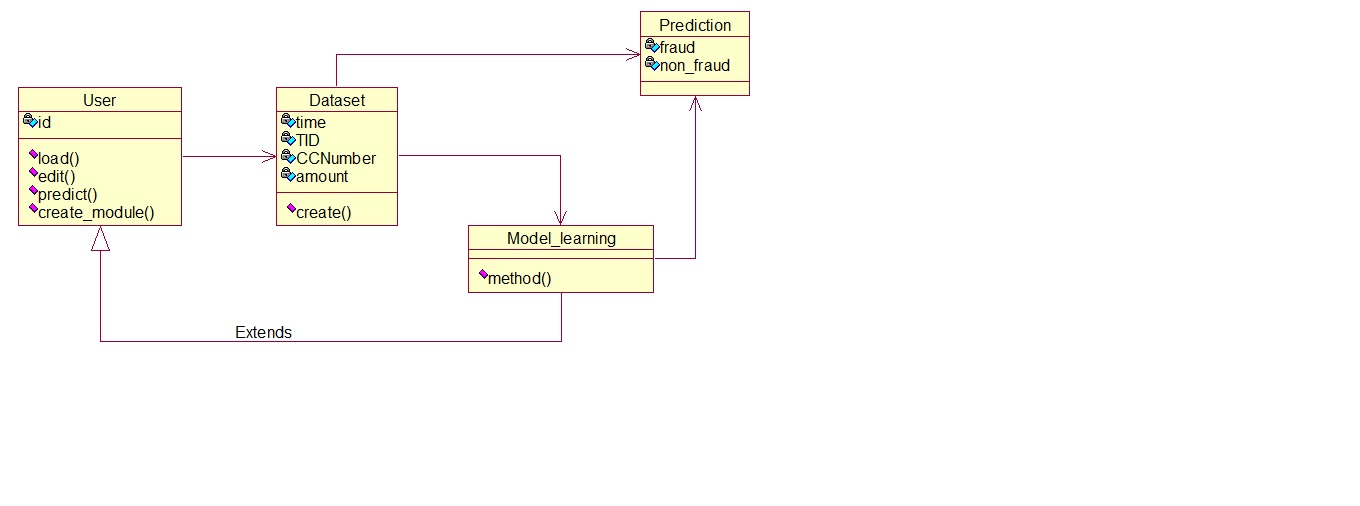 User
id
load()
edit()
predict()
create_module()
Dataset
time
TID
CCNumber
amount
create()
Prediction
fraud
non_fraud
Model_learning
method()
Extends